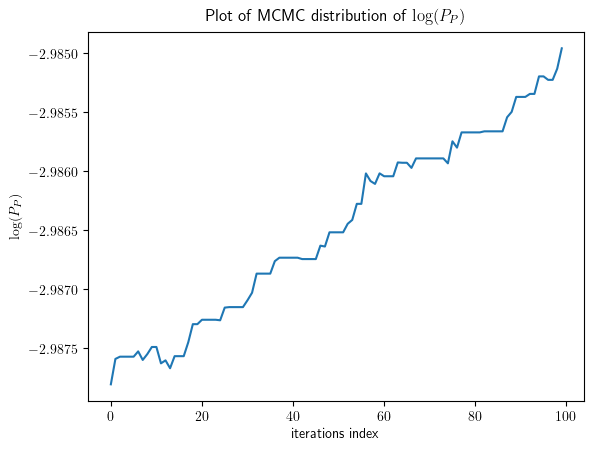 Plot of MCMC distribution of log(P_P)
−2.9850
−2.9855
−2.9860
−2.9865
−2.9870
−2.9875
log(P_P)
0 20 40 60 80 100
iterations index